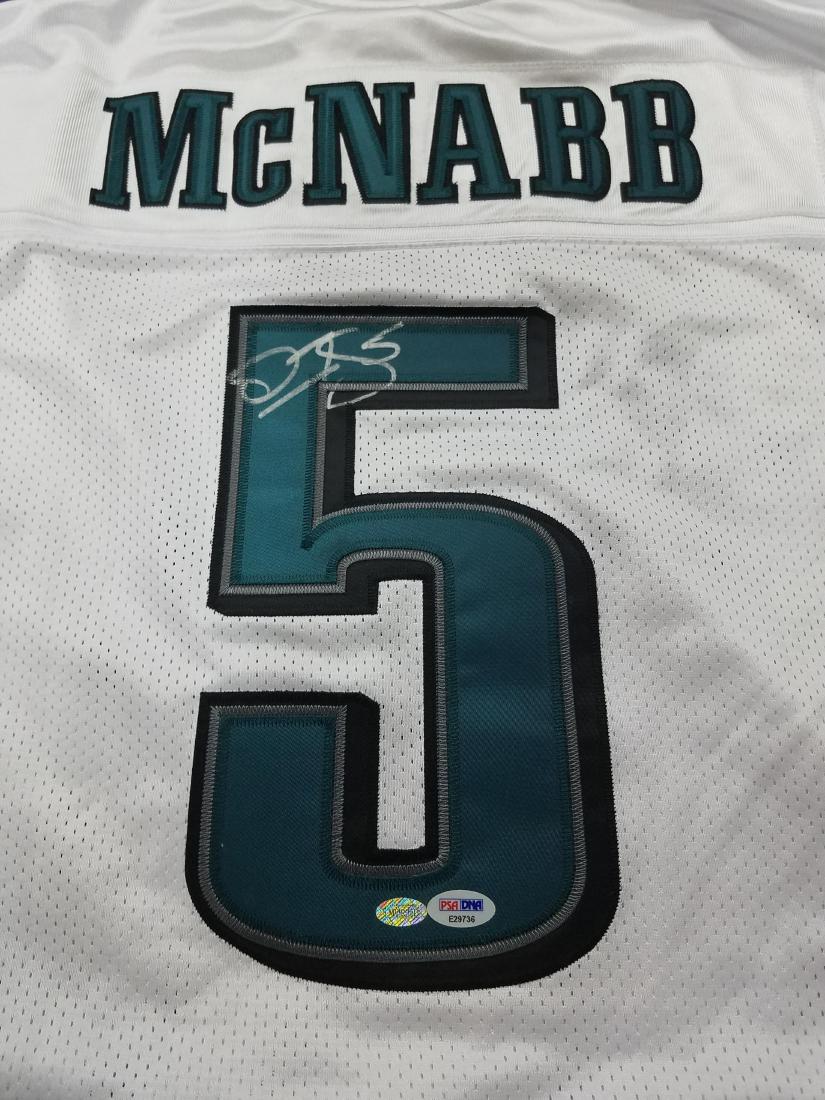 McNABB
5
PSA DNA
E29736